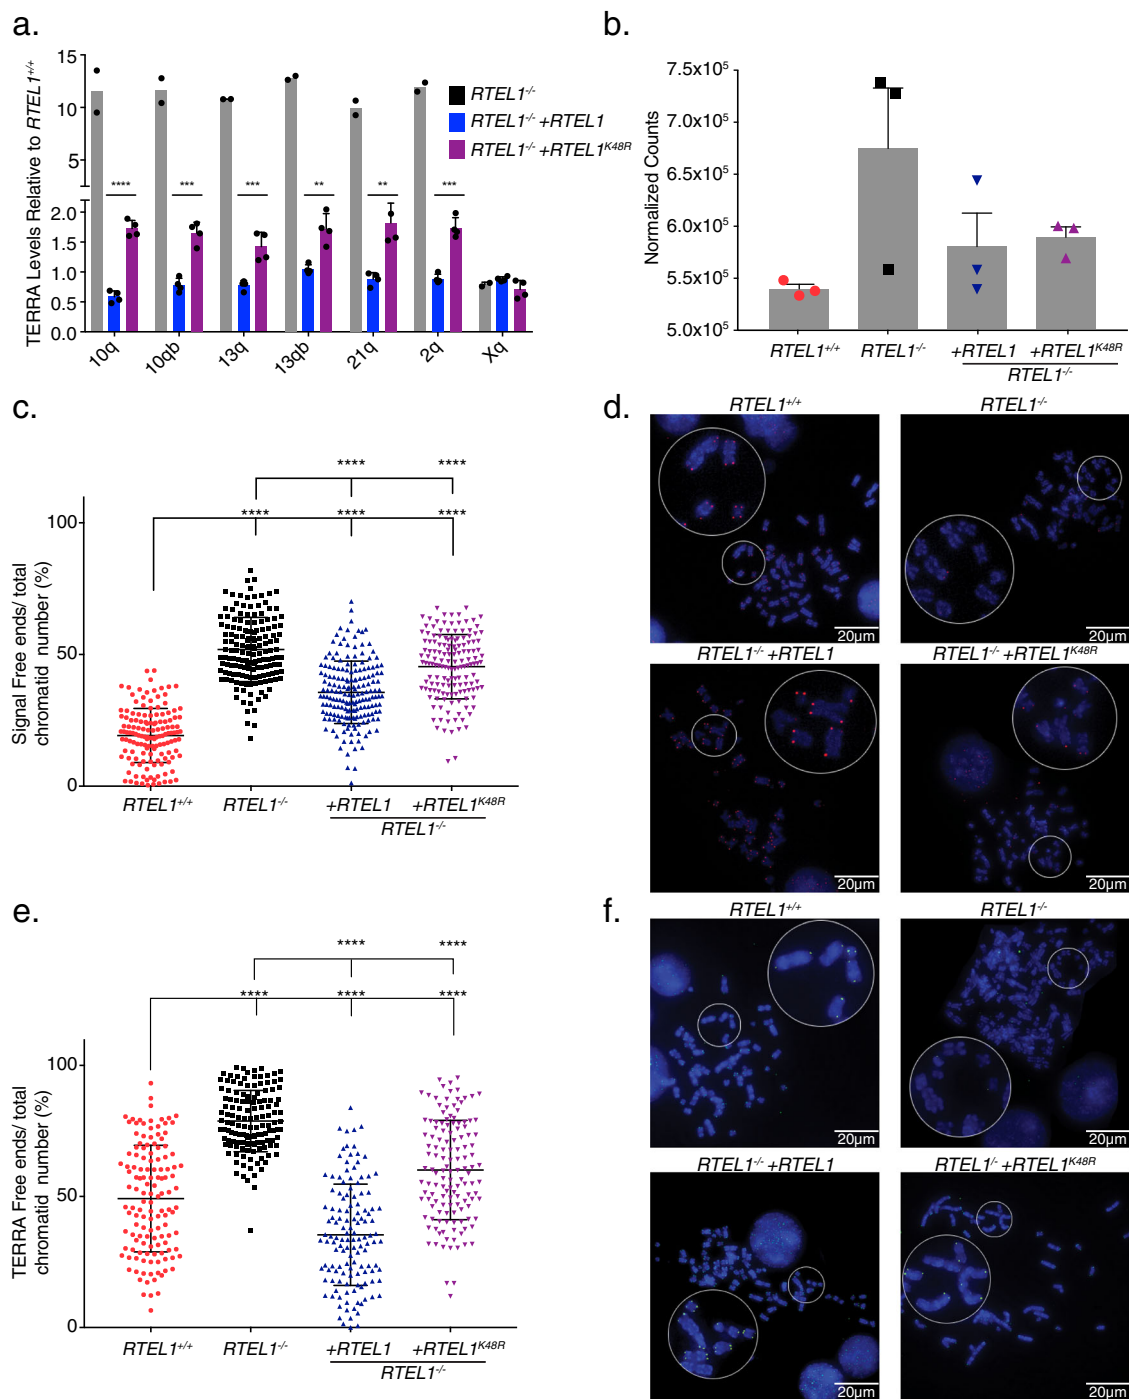 a.
TERRA Levels Relative to RTEL1+/+
15
10
5
2.0
1.5
1.0
0.5
0.0
**** *** *** ** ** ***
10q 10qb 13q 13qb 21q 2q Xq
RTEL1-/-
RTEL1-/- +RTEL1
RTEL1-/- +RTEL1K48R
b.
Normalized Counts
7.5x10⁵
7.0x10⁵
6.5x10⁵
6.0x10⁵
5.5x10⁵
5.0x10⁵
RTEL1+/+ RTEL1-/- +RTEL1 +RTEL1K48R
RTEL1-/-
c.
**** ****
**** **** ****
Signal Free ends/ total
chromatid number (%)
100
50
0
RTEL1+/+ RTEL1-/- +RTEL1 +RTEL1K48R
RTEL1-/-
d.
RTEL1+/+ RTEL1-/-
20µm 20µm
RTEL1-/- +RTEL1 RTEL1-/- +RTEL1K48R
20µm 20µm
e.
**** ****
**** **** ****
TERRA Free ends/ total
chromatid number (%)
100
50
0
RTEL1+/+ RTEL1-/- +RTEL1 +RTEL1K48R
RTEL1-/-
f.
RTEL1+/+ RTEL1-/-
20µm 20µm
RTEL1-/- +RTEL1 RTEL1/- +RTEL1K48R
20µm 20µm